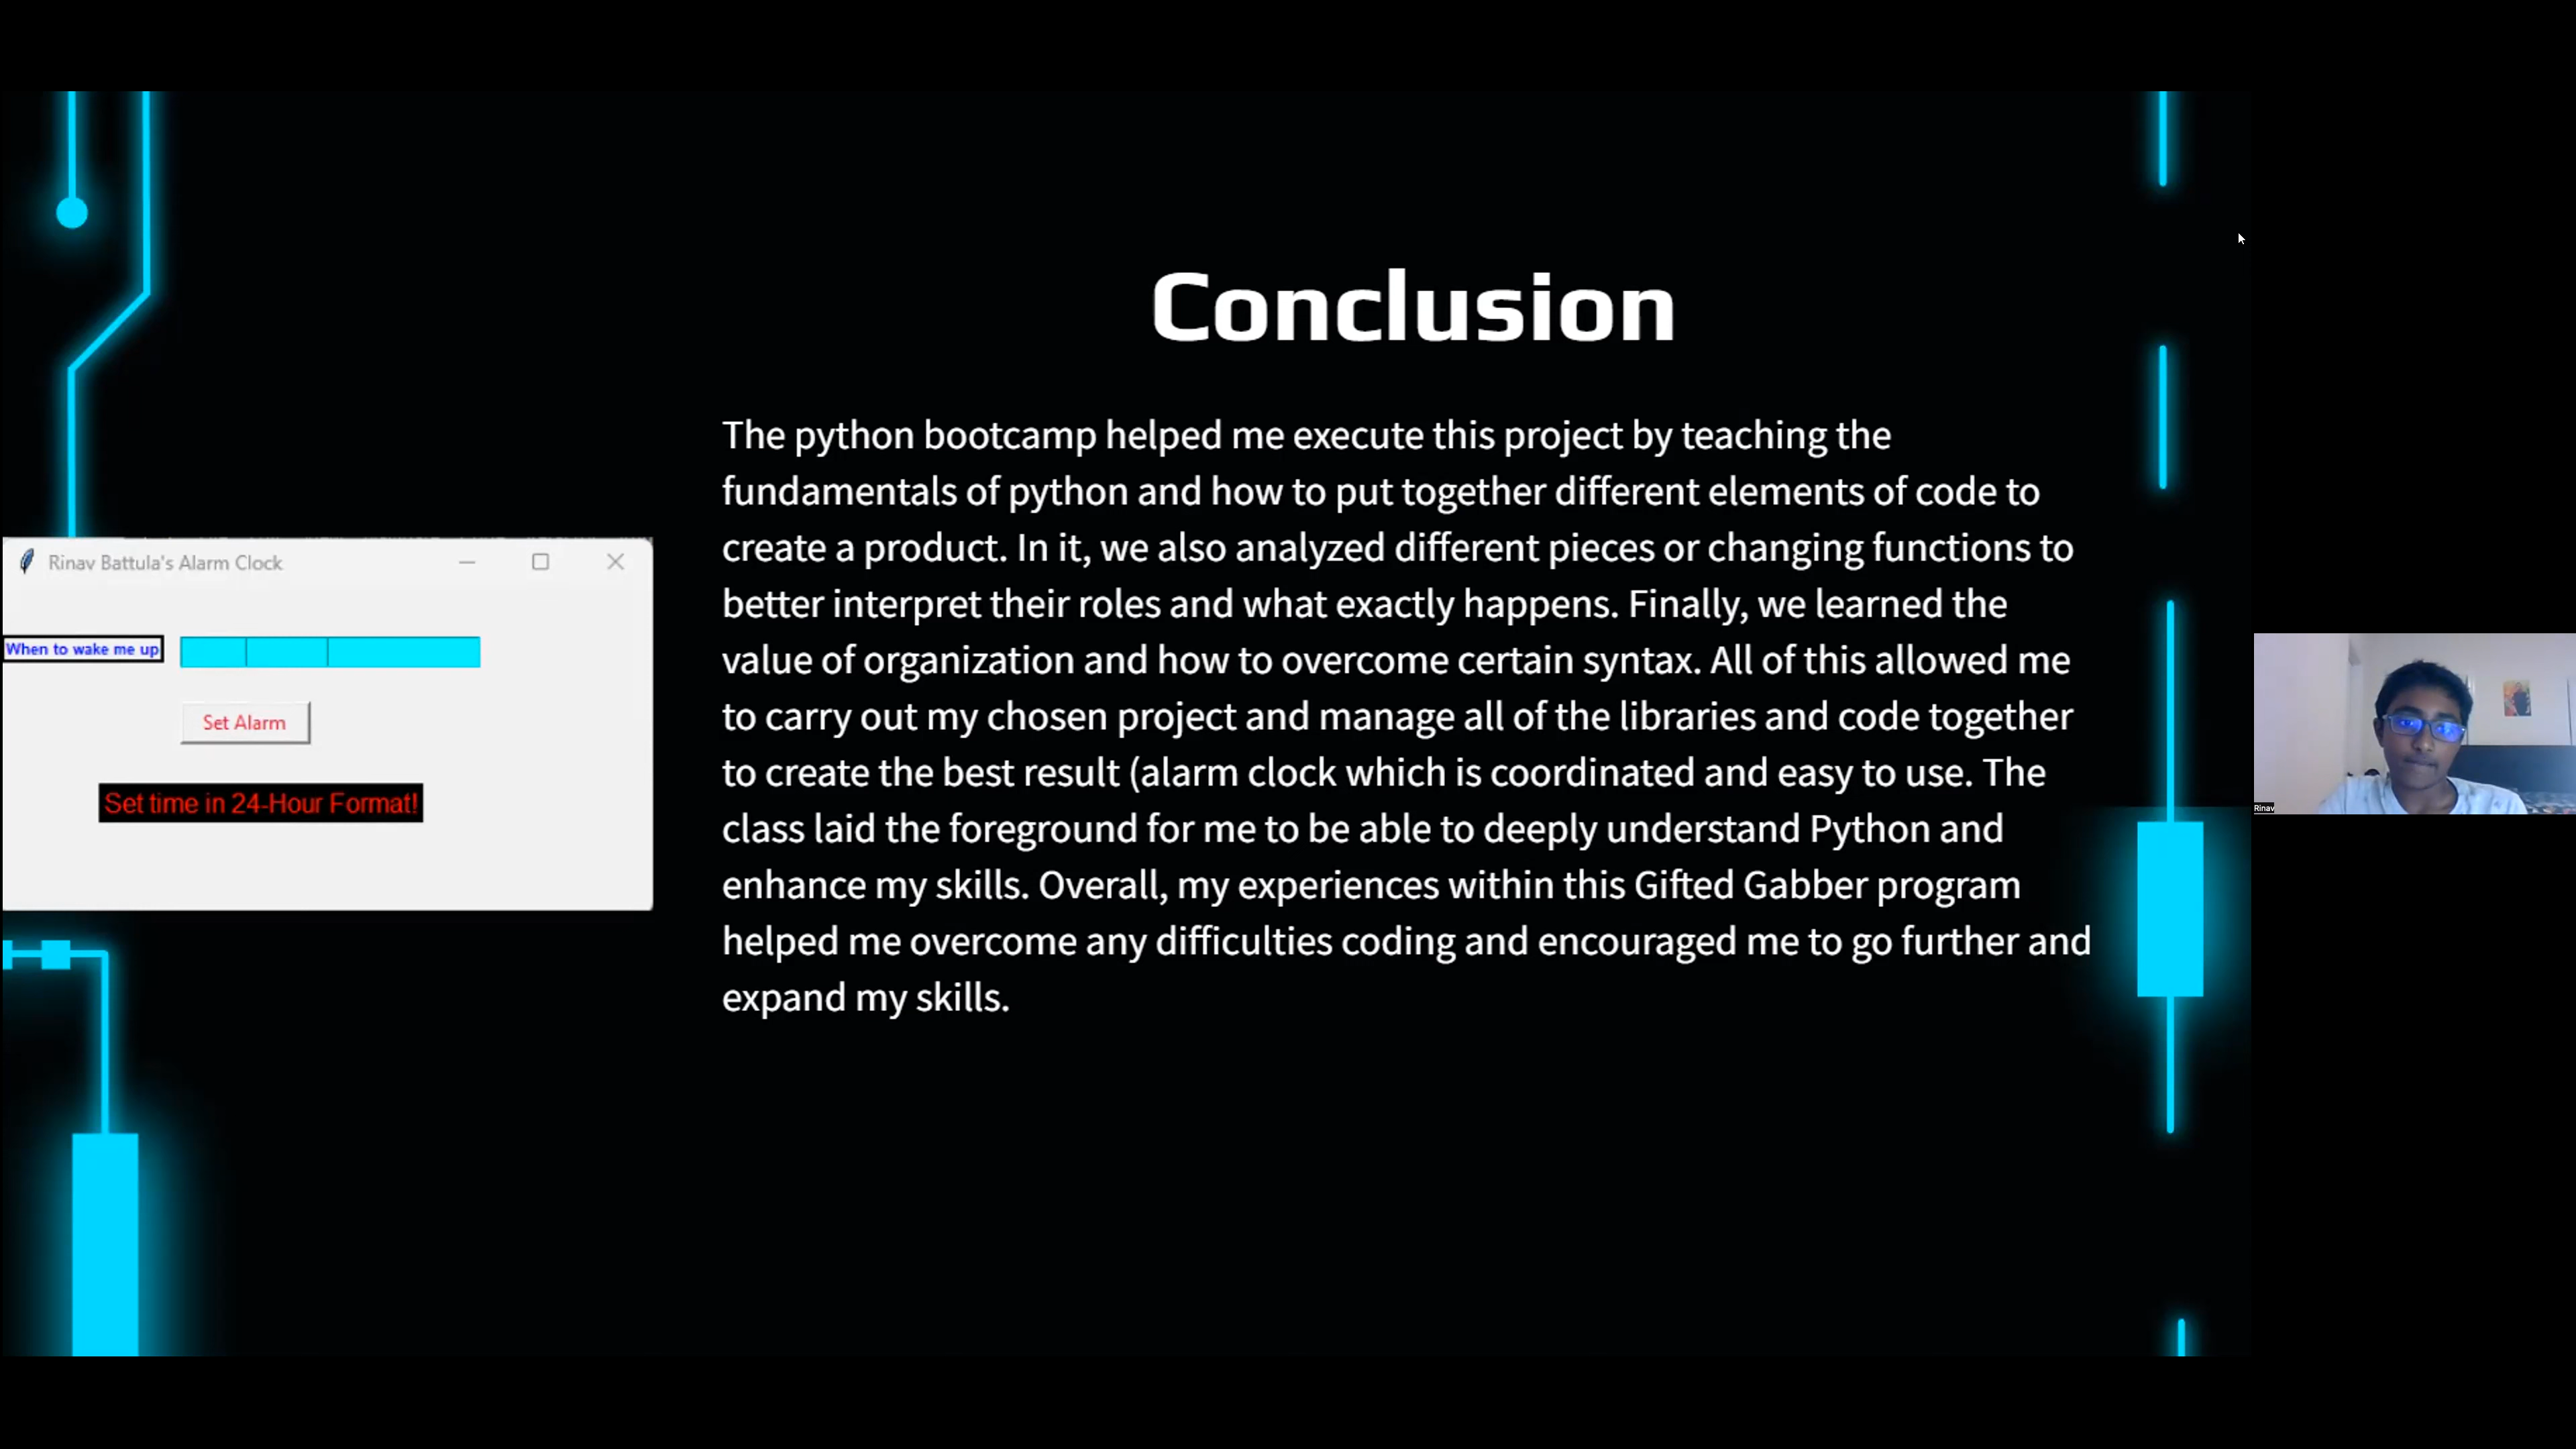 Conclusion
The python bootcamp helped me execute this project by teaching the
fundamentals of python and how to put together different elements of code to
create a product. In it, we also analyzed different pieces or changing functions to
better interpret their roles and what exactly happens. Finally, we learned the
value of organization and how to overcome certain syntax. All of this allowed me
to carry out my chosen project and manage all of the libraries and code together
to create the best result (alarm clock which is coordinated and easy to use. The
class laid the foreground for me to be able to deeply understand Python and
enhance my skills. Overall, my experiences within this Gifted Gabber program
helped me overcome any difficulties coding and encouraged me to go further and
expand my skills.
Rinav Battula's Alarm Clock
When to wake me up
Set Alarm
Set time in 24-Hour Format!
Rinav